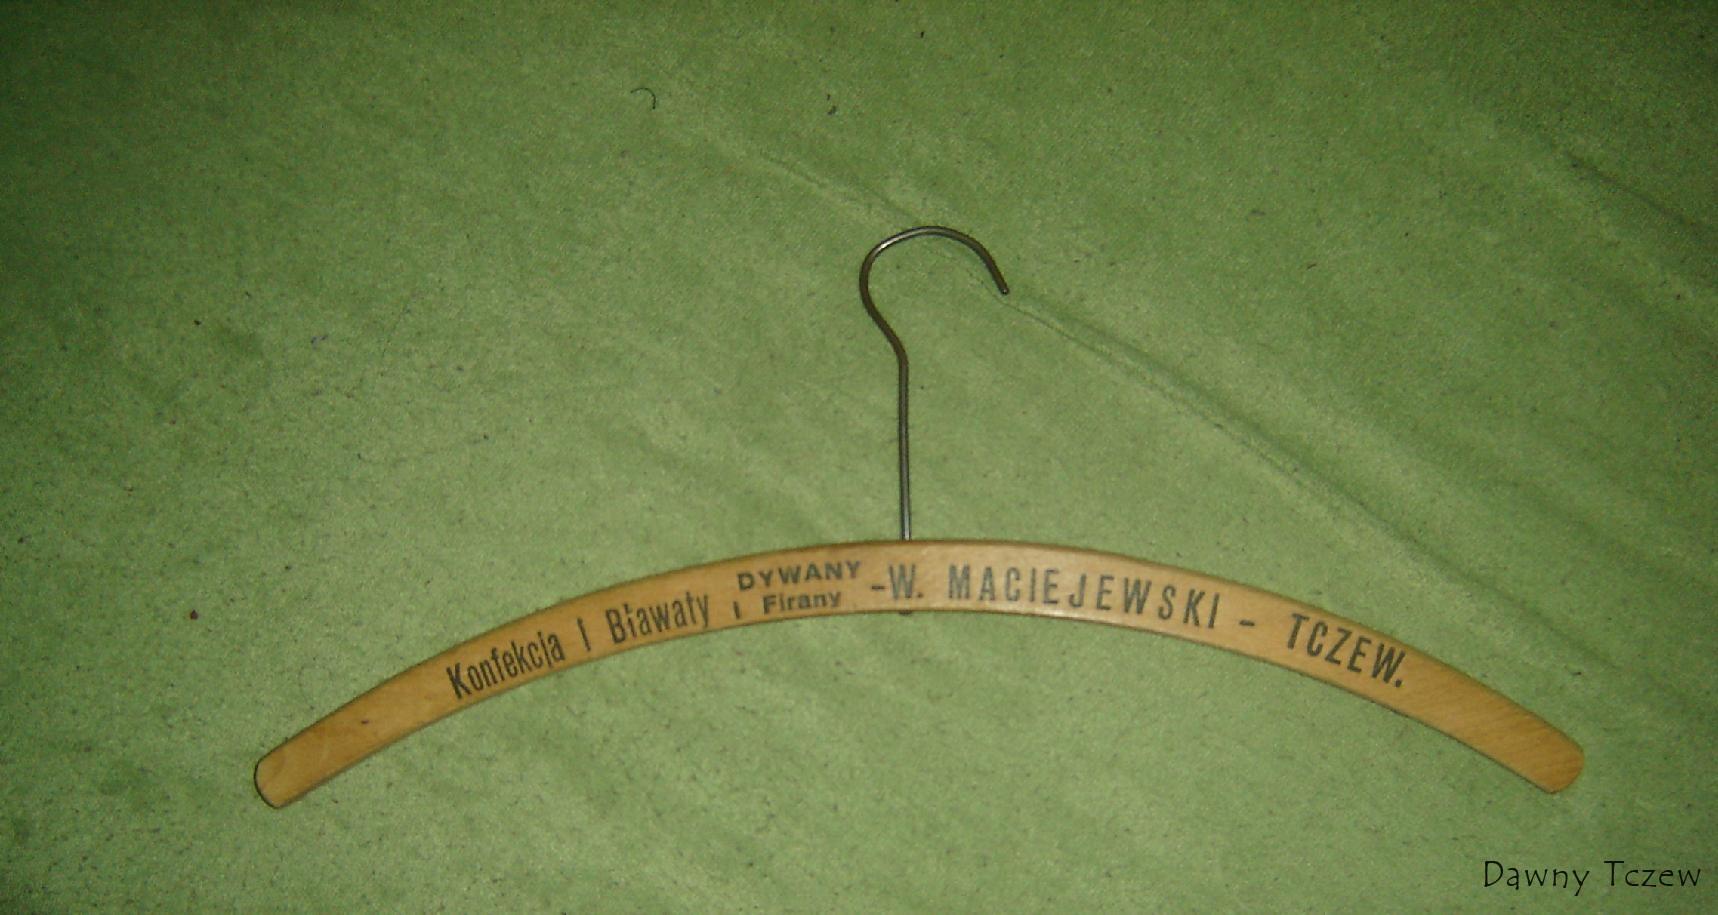 Konfekcja i Bławaty DYWANY i Firany -W. MACIEJEWSKI - TCZEW.
Dawny Tczew